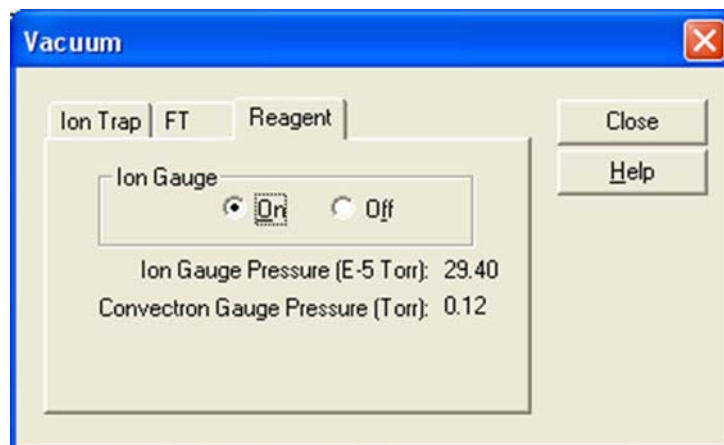 Vacuum
Ion Trap FT Reagent
Close
Help
Ion Gauge
On Off
Ion Gauge Pressure (E-5 Torr): 29.40
Convectron Gauge Pressure (Torr): 0.12